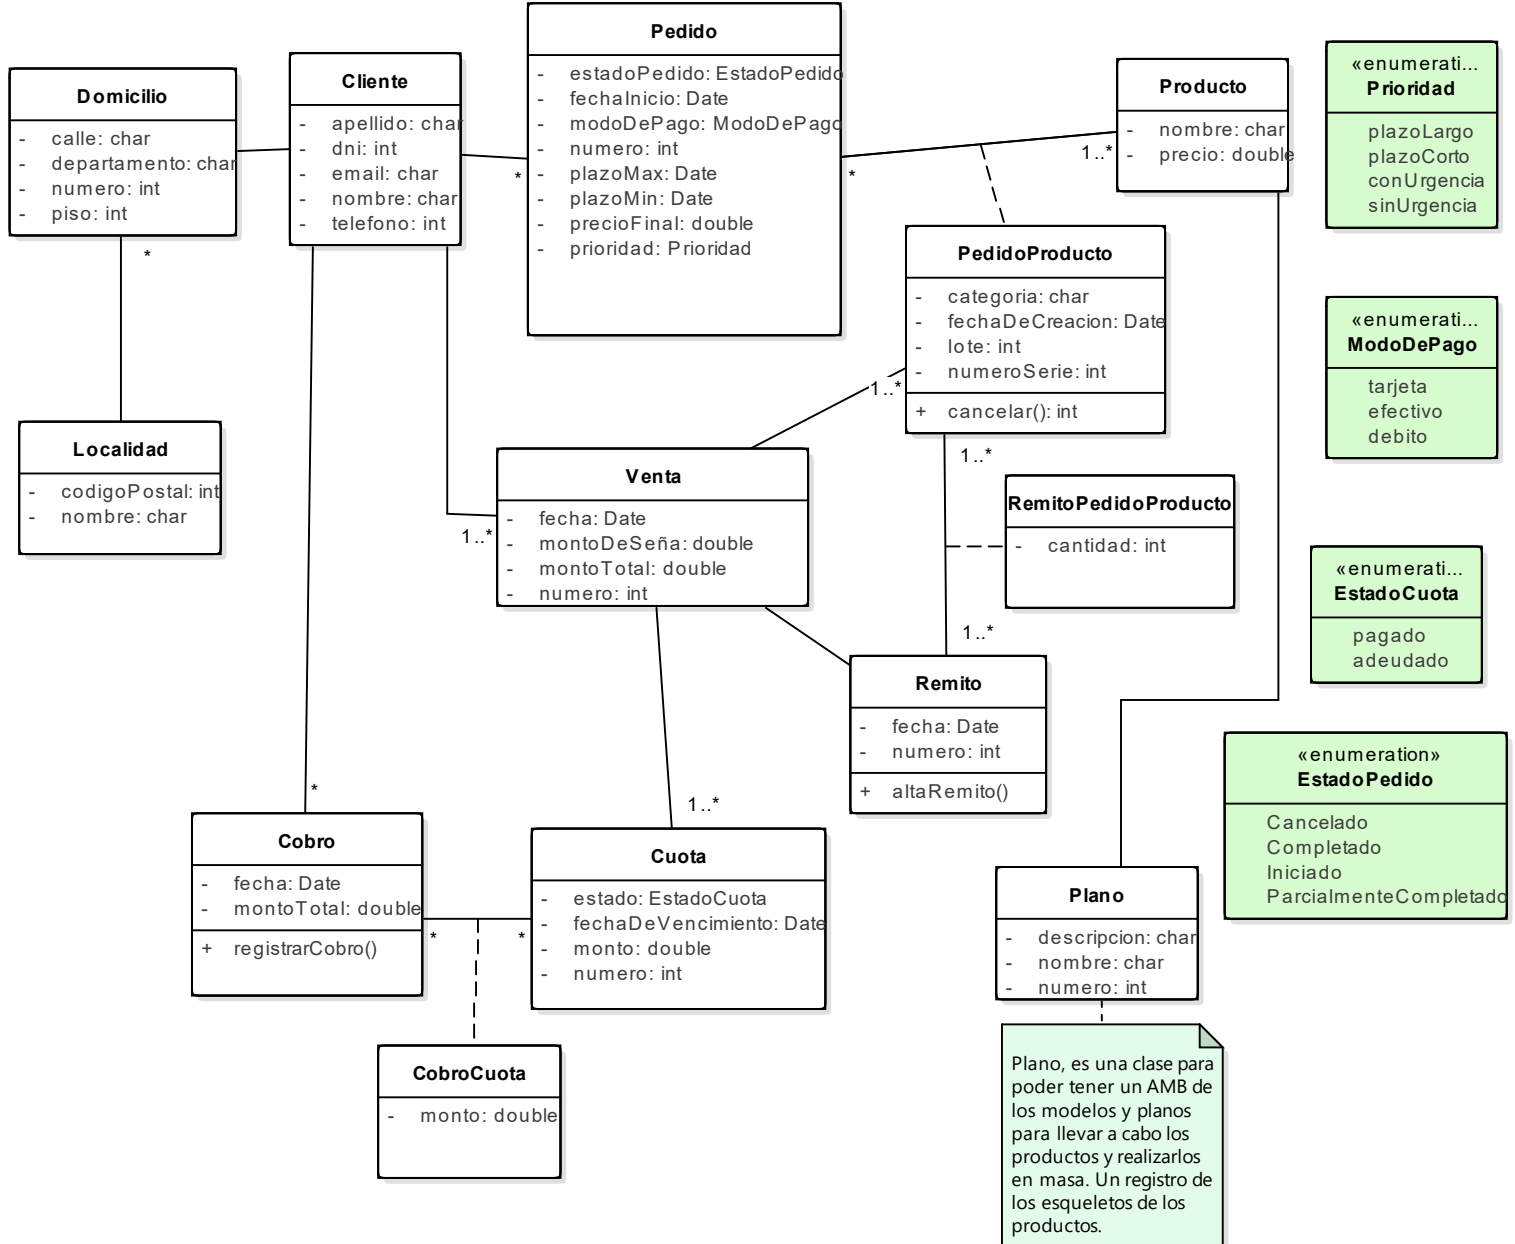 Domicilio
- calle: char
- departamento: char
- numero: int
- piso: int
Cliente
- apellido: char
- dni: int
- email: char
- nombre: char
- telefono: int
Pedido
- estadoPedido: EstadoPedido
- fechaInicio: Date
- modoDePago: ModoDePago
- numero: int
- plazoMax: Date
- plazoMin: Date
- precioFinal: double
- prioridad: Prioridad
Producto
- nombre: char
- precio: double
«enumerati...
Prioridad
plazoLargo
plazoCorto
conUrgencia
sinUrgencia
*
*
1..*
*
PedidoProducto
- categoria: char
- fechaDeCreacion: Date
- lote: int
- numeroSerie: int
+ cancelar(): int
«enumerati...
ModoDePago
tarjeta
efectivo
debito
1..*
1..*
Localidad
- codigoPostal: int
- nombre: char
Venta
- fecha: Date
- montoDeSeña: double
- montoTotal: double
- numero: int
1..*
RemitoPedidoProducto
- cantidad: int
«enumerati...
EstadoCuota
pagado
adeudado
1..*
Remito
- fecha: Date
- numero: int
+ altaRemito()
«enumeration»
EstadoPedido
Cancelado
Completado
Iniciado
ParcialmenteCompletado
*
1..*
Cobro
- fecha: Date
- montoTotal: double
+ registrarCobro()
*
*
Cuota
- estado: EstadoCuota
- fechaDeVencimiento: Date
- monto: double
- numero: int
Plano
- descripcion: char
- nombre: char
- numero: int
CobroCuota
- monto: double
Plano, es una clase para
poder tener un AMB de
los modelos y planos
para llevar a cabo los
productos y realizarlos
en masa. Un registro de
los esqueletos de los
productos.